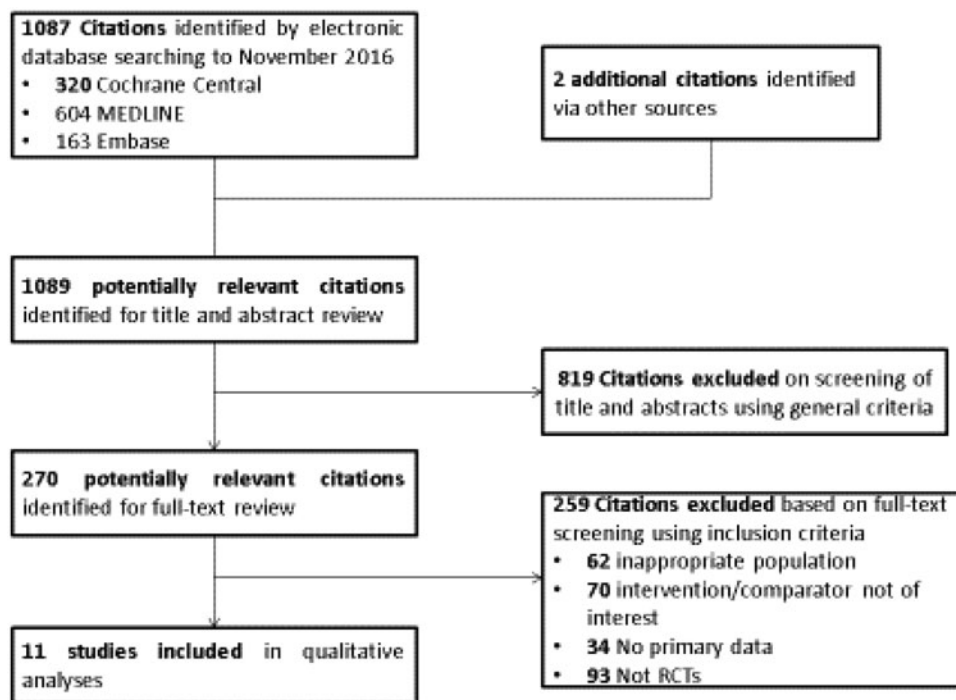 1087 Citations identified by electronic
database searching to November 2016
• 320 Cochrane Central
• 604 MEDLINE
• 163 Embase
2 additional citations identified
via other sources
1089 potentially relevant citations
identified for title and abstract review
819 Citations excluded on screening of
title and abstracts using general criteria
270 potentially relevant citations
identified for full-text review
259 Citations excluded based on full-text
screening using inclusion criteria
• 62 inappropriate population
• 70 intervention/comparator not of
interest
• 34 No primary data
• 93 Not RCTs
11 studies included in qualitative
analyses